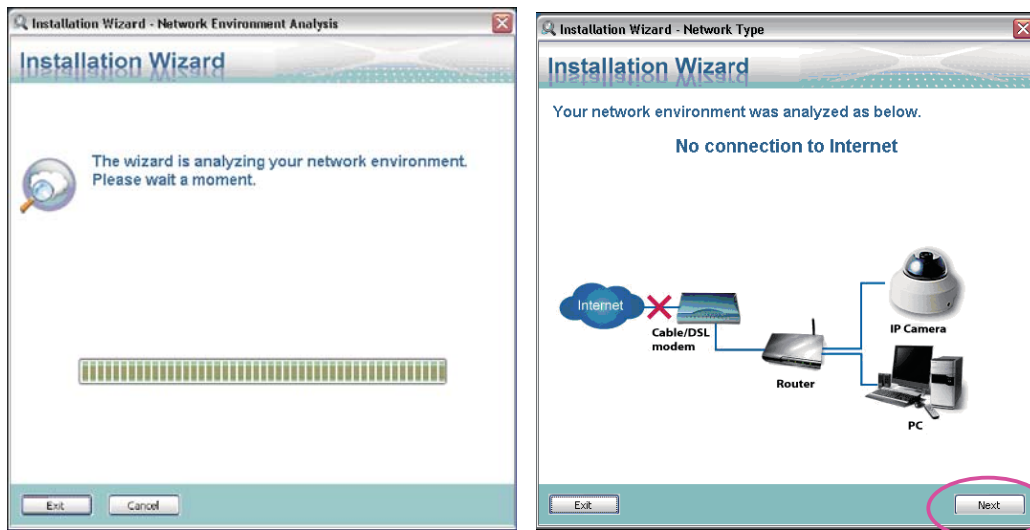 Installation Wizard - Network Environment Analysis
Installation Wizard
The wizard is analyzing your network environment.
Please wait a moment.
Exit
Cancel
Installation Wizard - Network Type
Installation Wizard
Your network environment was analyzed as below.
No connection to Internet
Internet
Cable/DSL
modem
Router
IP Camera
PC
Exit
Next